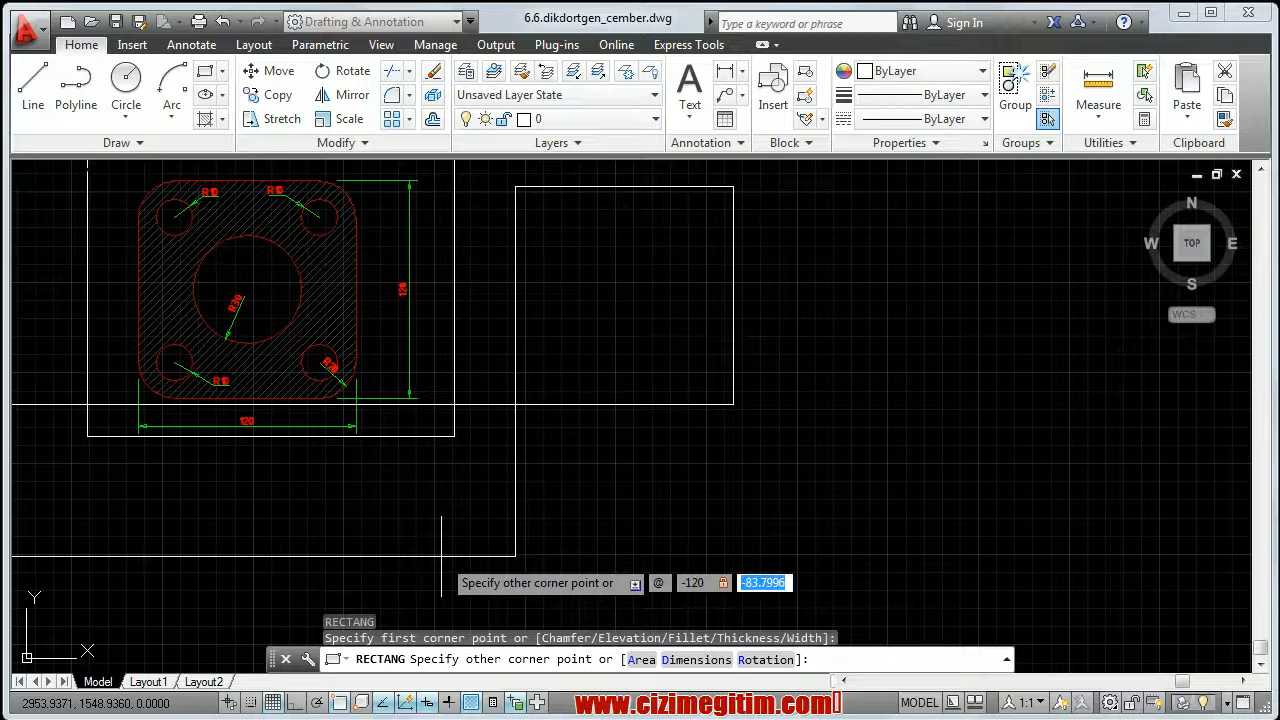 Drafting & Annotation
6.6.dikdortgen_cember.dwg
Type a keyword or phrase
Sign In
Home Insert Annotate Layout Parametric View Manage Output Plug-ins Online Express Tools
Line Polyline Circle Arc
Move Rotate
Copy Mirror
Stretch Scale
Unsaved Layer State
0
Text
Insert
ByLayer
ByLayer
ByLayer
Group
Measure
Paste
Draw Modify Layers Annotation Block Properties Groups Utilities Clipboard
R10
R10
R30
R10
R20
120
120
N
W TOP E
S
WCS
Specify other corner point or @ -120 -83.7996
Y
X
RECTANG
Specify first corner point or [Chamfer/Elevation/Fillet/Thickness/Width]:
RECTANG Specify other corner point or [Area Dimensions Rotation]:
Model Layout1 Layout2
29539.4371, 1548.9360, 0.0000
www.cizimegitim.com
MODEL
1:1